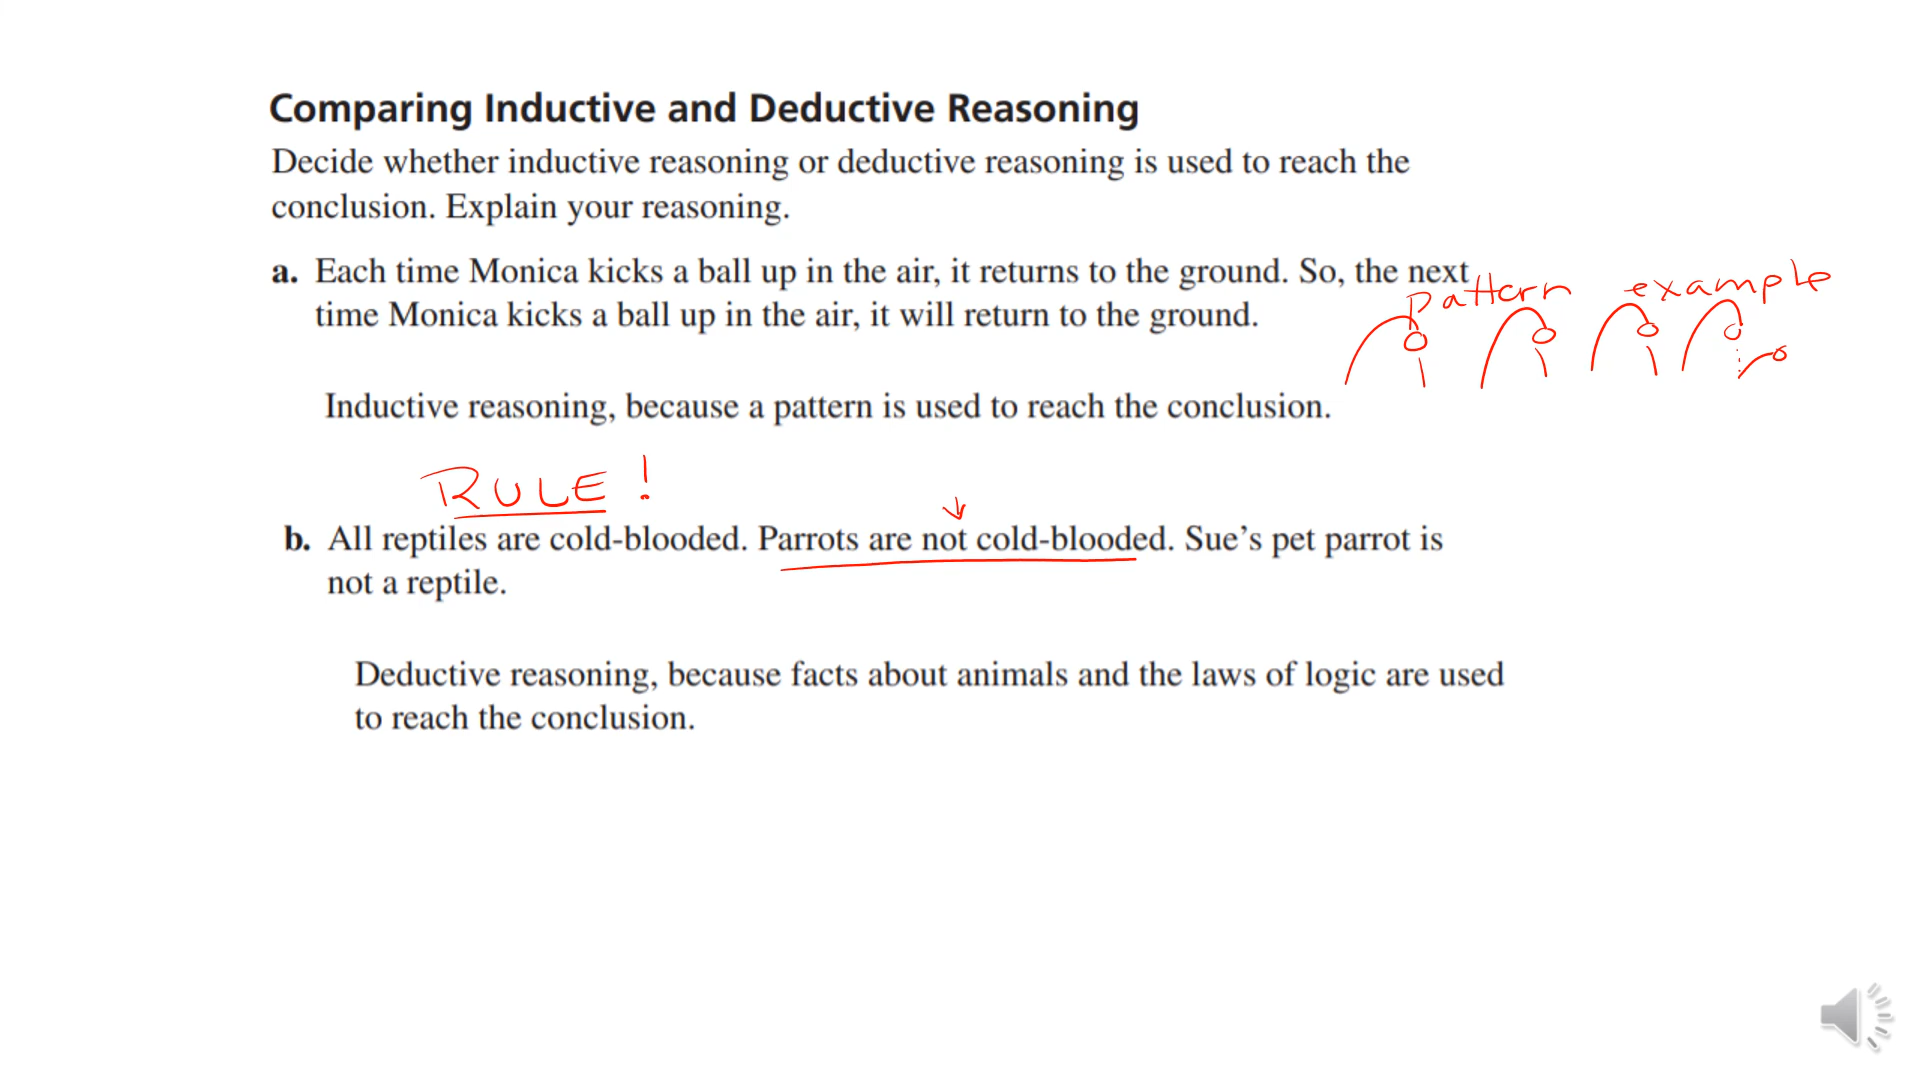 Comparing Inductive and Deductive Reasoning
Decide whether inductive reasoning or deductive reasoning is used to reach the
conclusion. Explain your reasoning.
a. Each time Monica kicks a ball up in the air, it returns to the ground. So, the next
pattern example
time Monica kicks a ball up in the air, it will return to the ground.
Inductive reasoning, because a pattern is used to reach the conclusion.
RULE!
b. All reptiles are cold-blooded. Parrots are not cold-blooded. Sue’s pet parrot is
not a reptile.
Deductive reasoning, because facts about animals and the laws of logic are used
to reach the conclusion.